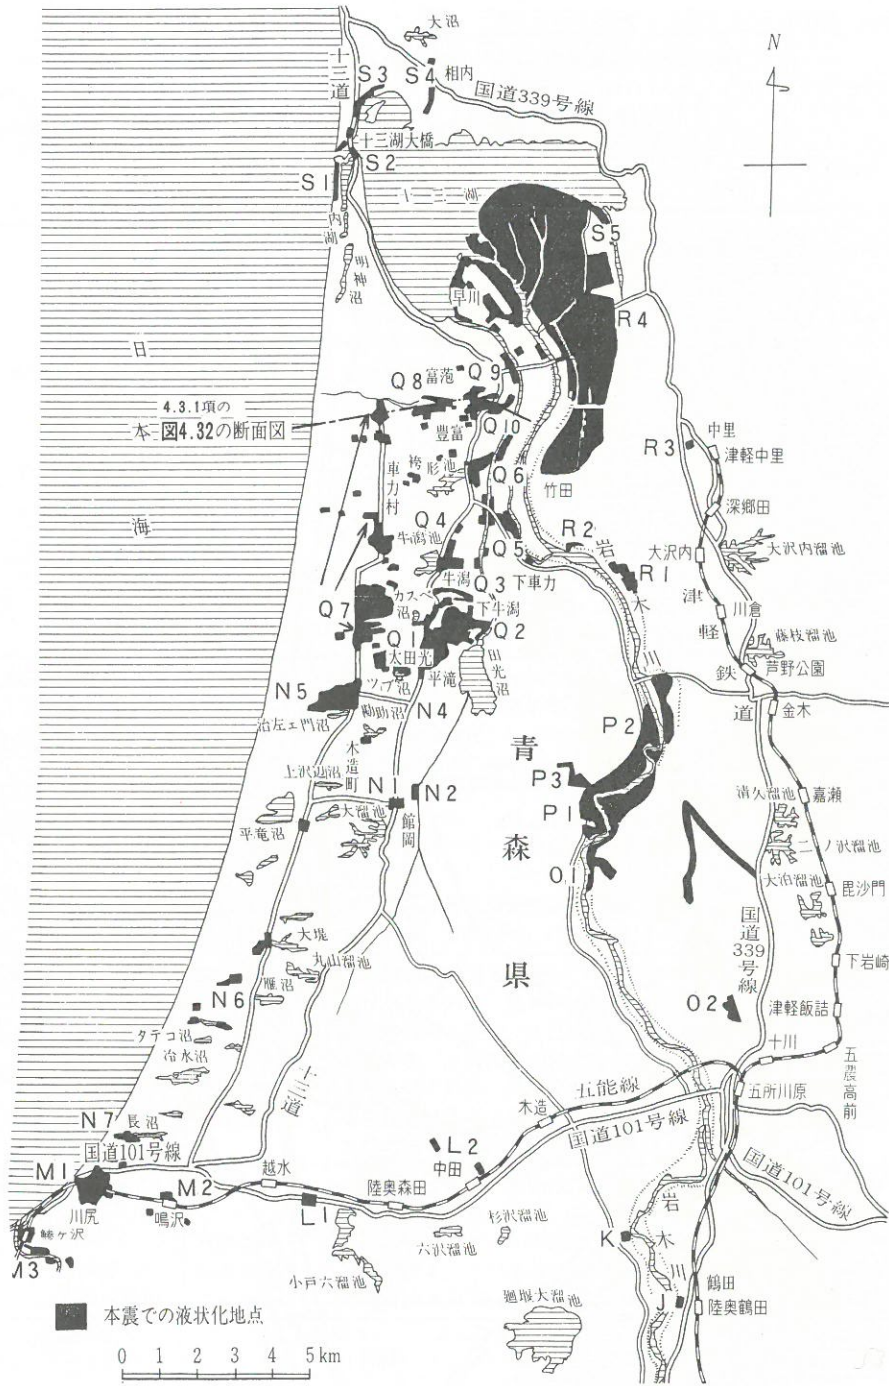 大沼
N
十三道
S3
S4
相内
国道339号線
十三湖大橋
S2
S1
十三湖
内湖
明神沼
S5
早川
R4
日本海
Q8
富萢
Q9
4.3.1項の
図4.32の断面図
豊富
Q10
中里
R3
津軽中里
車力村
袴形池
Q6
竹田
深郷田
Q4
牛潟池
R2
大沢内
大沢内溜池
Q5
岩木川
R1
牛潟
Q3
下車力
津軽鉄道
川倉
カスベ沼
下牛潟
Q7
Q1
Q2
藤枝溜池
太田光
平滝
田光沼
芦野公園
N5
ツブ沼
金木
治左ェ門沼
勘助沼
N4
P2
木造町
青森県
上沢辺沼
P3
N1
N2
清久溜池
嘉瀬
大溜池
P1
平竜沼
館岡
二ノ沢溜池
大泊溜池
毘沙門
O1
国道339号線
大堤
丸山溜池
下岩崎
雁沼
N6
O2
津軽飯詰
タテコ沼
冷水沼
十三道
十川
五農高前
五能線
五所川原
木造
N7
長沼
国道101号線
国道101号線
L2
中田
国道101号線
M1
越水
M2
陸奥森田
川尻
鳴沢
L1
杉沢溜池
岩木川
鰺ヶ沢
六沢溜池
K
M3
小戸六溜池
鶴田
J
廻堰大溜池
陸奥鶴田
本震での液状化地点
0 1 2 3 4 5km